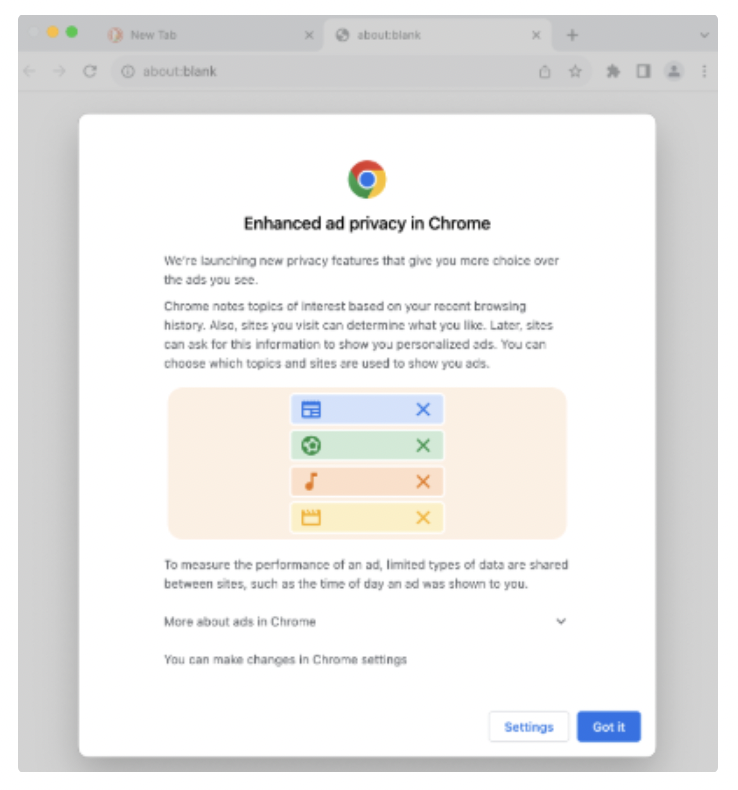 New Tab
about:blank
about:blank
Enhanced ad privacy in Chrome
We're launching new privacy features that give you more choice over
the ads you see.
Chrome notes topics of interest based on your recent browsing
history. Also, sites you visit can determine what you like. Later, sites
can ask for this information to show you personalized ads. You can
choose which topics and sites are used to show you ads.
To measure the performance of an ad, limited types of data are shared
between sites, such as the time of day an ad was shown to you.
More about ads in Chrome
You can make changes in Chrome settings
Settings
Got it